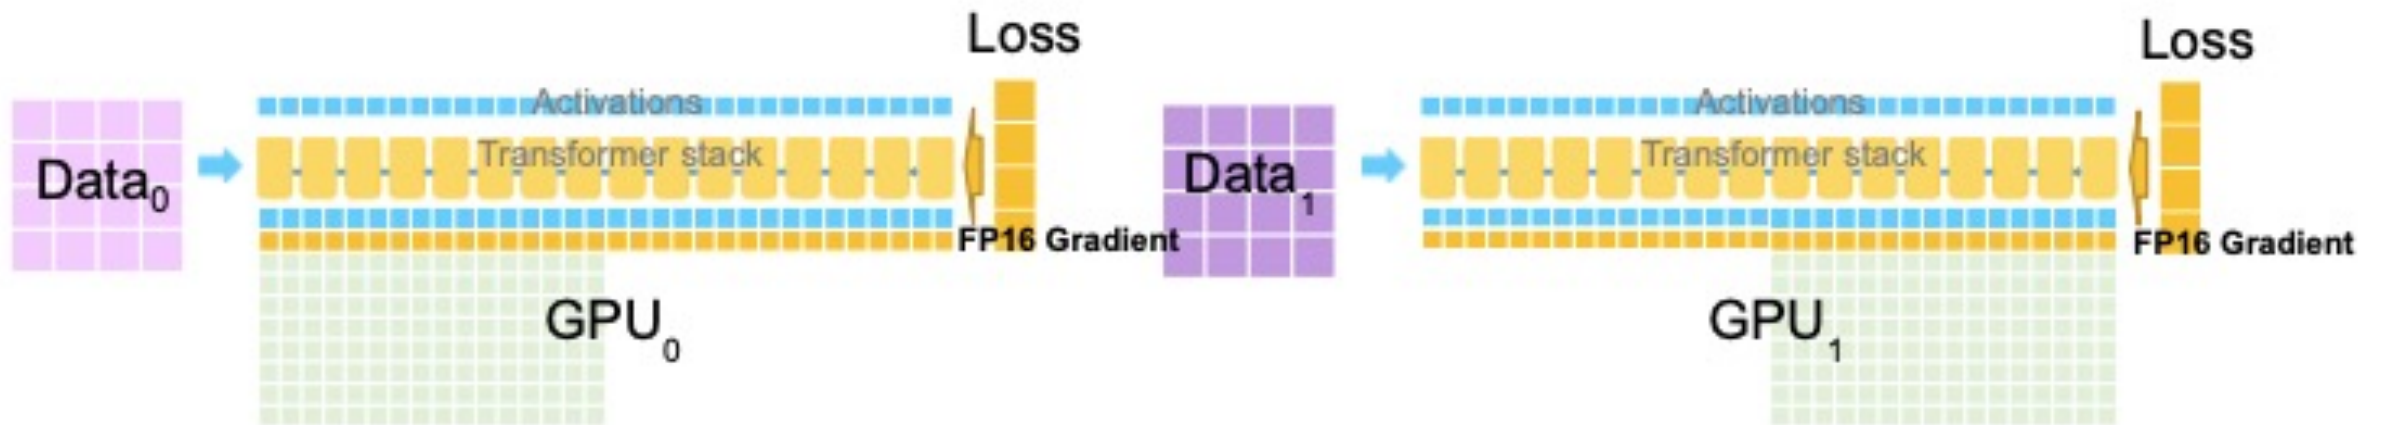 Loss
Activations
Transformer stack
Data0
FP16 Gradient
GPU0
Loss
Activations
Transformer stack
Data1
FP16 Gradient
GPU1